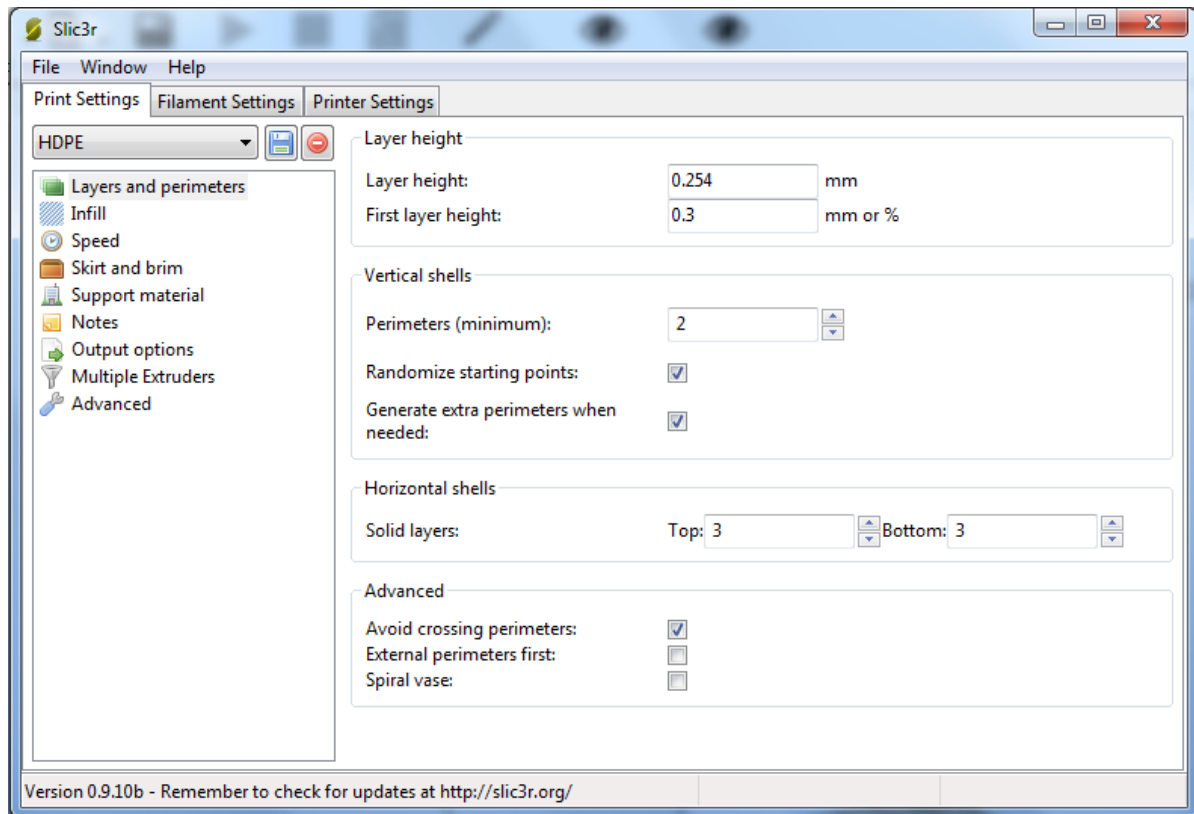 Slic3r
File Window Help
Print Settings Filament Settings Printer Settings
HDPE
Layers and perimeters
Infill
Speed
Skirt and brim
Support material
Notes
Output options
Multiple Extruders
Advanced
Layer height
Layer height: 0.254 mm
First layer height: 0.3 mm or %
Vertical shells
Perimeters (minimum): 2
Randomize starting points:
Generate extra perimeters when
needed:
Horizontal shells
Solid layers: Top: 3 Bottom: 3
Advanced
Avoid crossing perimeters:
External perimeters first:
Spiral vase:
Version 0.9.10b - Remember to check for updates at http://slic3r.org/